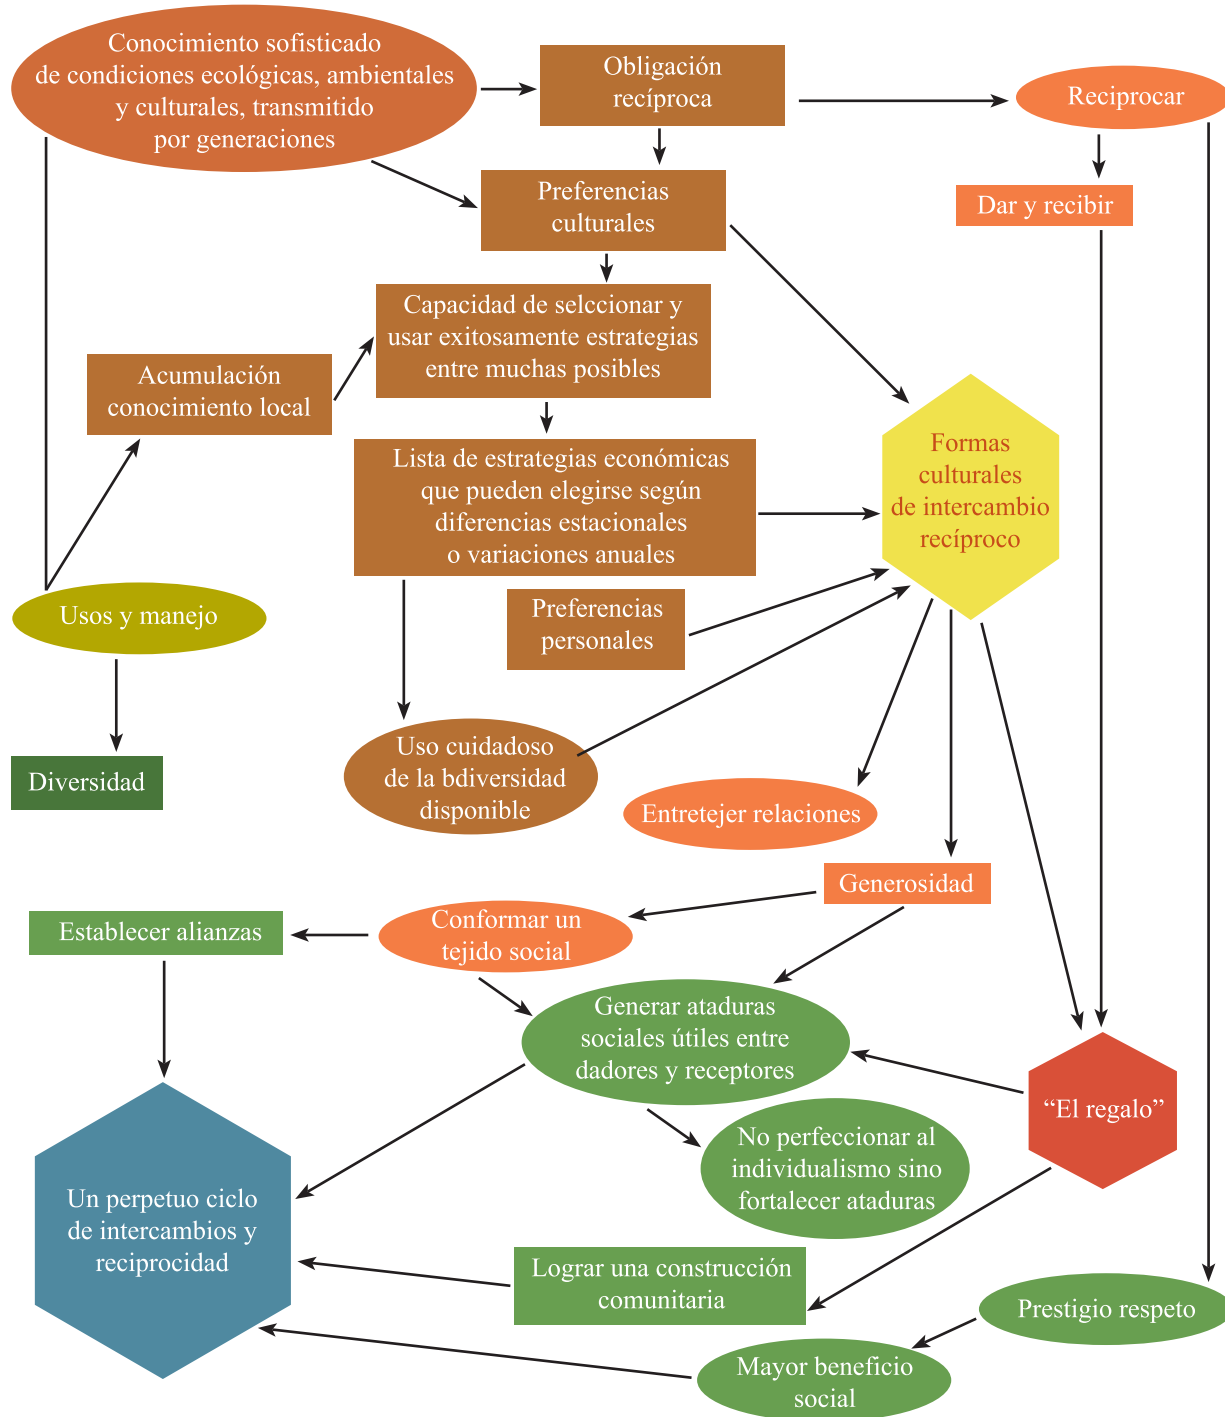 Conocimiento sofisticado
de condiciones ecológicas, ambientales
y culturales, transmitido
por generaciones
Obligación
recíproca
Reciprocar
Preferencias
culturales
Dar y recibir
Capacidad de selccionar y
usar exitosamente estrategias
entre muchas posibles
Acumulación
conocimiento local
Lista de estrategias económicas
que pueden elegirse según
diferencias estacionales
o variaciones anuales
Formas
culturales
de intercambio
recíproco
Usos y manejo
Preferencias
personales
Diversidad
Uso cuidadoso
de la bdiversidad
disponible
Entretejer relaciones
Generosidad
Establecer alianzas
Conformar un
tejido social
Generar ataduras
sociales útiles entre
dadores y receptores
“El regalo”
No perfeccionar al
individualismo sino
fortalecer ataduras
Un perpetuo ciclo
de intercambios y
reciprocidad
Lograr una construcción
comunitaria
Prestigio respeto
Mayor beneficio
social